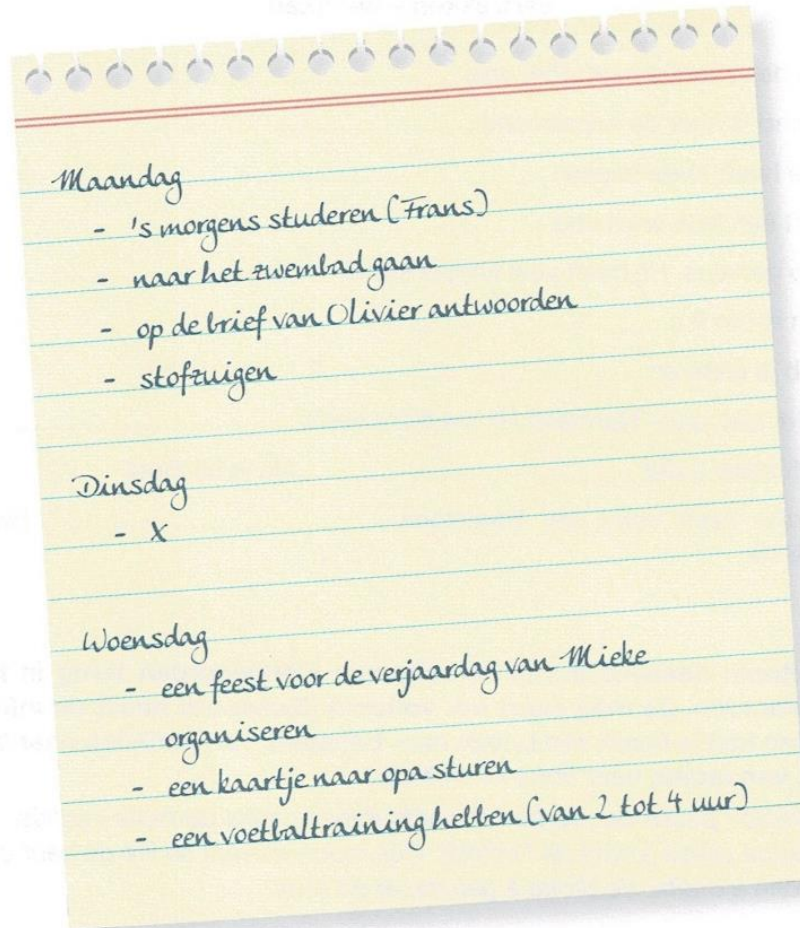 Maandag
- 's morgens studeren (Frans)
- naar het zwembad gaan
- op de brief van Olivier antwoorden
- stofzuigen
Dinsdag
- X
Woensdag
- een feest voor de verjaardag van Mieke
organiseren
- een kaartje naar opa sturen
- een voetbaltraining hebben (van 2 tot 4 uur)